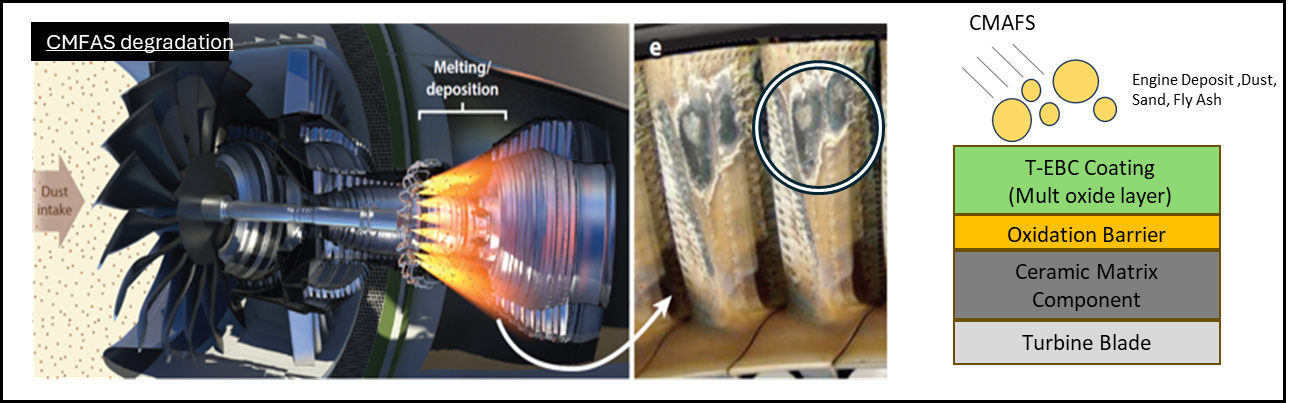 CMFAS degradation
Dust
intake
Melting/
deposition
e
CMAFS
Engine Deposit ,Dust,
Sand, Fly Ash
T-EBC Coating
(Mult oxide layer)
Oxidation Barrier
Ceramic Matrix
Component
Turbine Blade